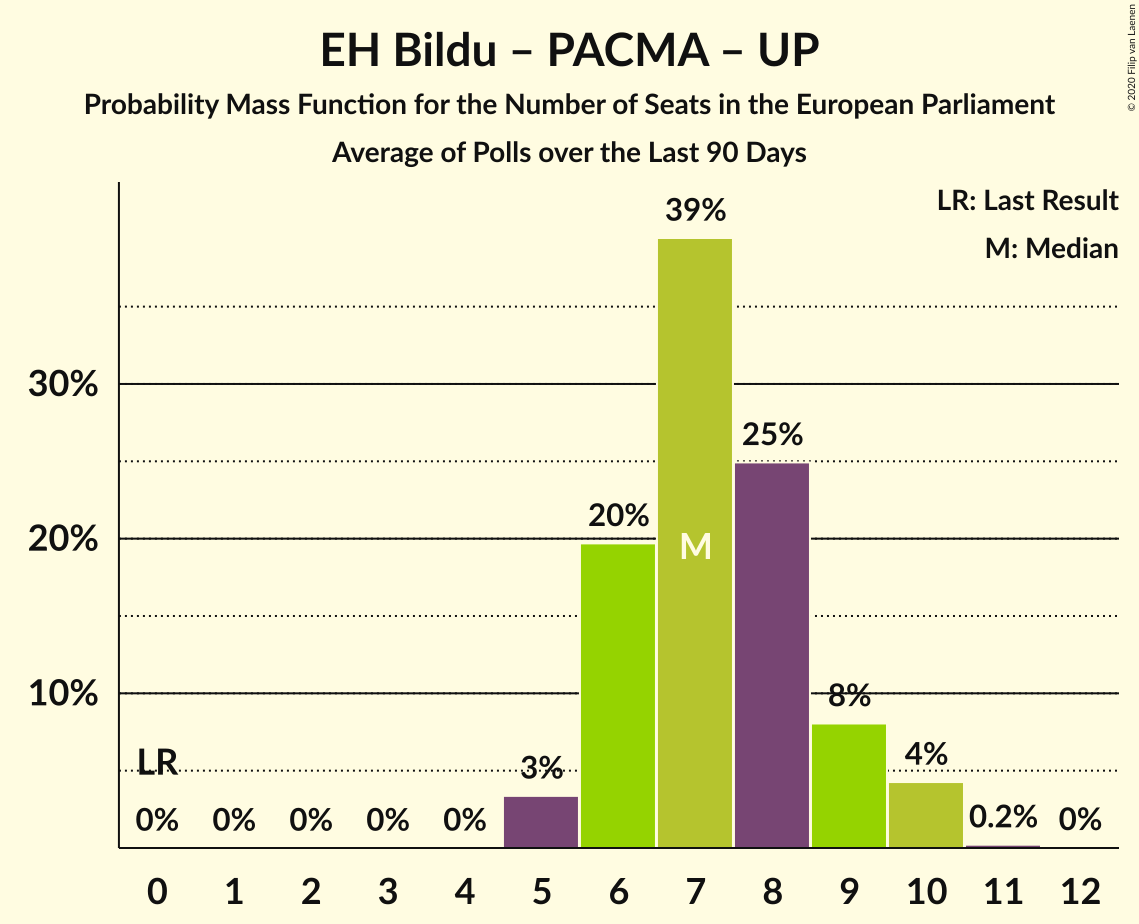 EH Bildu – PACMA – UP
Probability Mass Function for the Number of Seats in the European Parliament
Average of Polls over the Last 90 Days
© 2020 Filip van Laenen
LR: Last Result
M: Median
39%
30%
25%
20%
20%
M
10%
8%
LR
3%
4%
0% 0% 0% 0% 0% 0.2% 0%
0 1 2 3 4 5 6 7 8 9 10 11 12